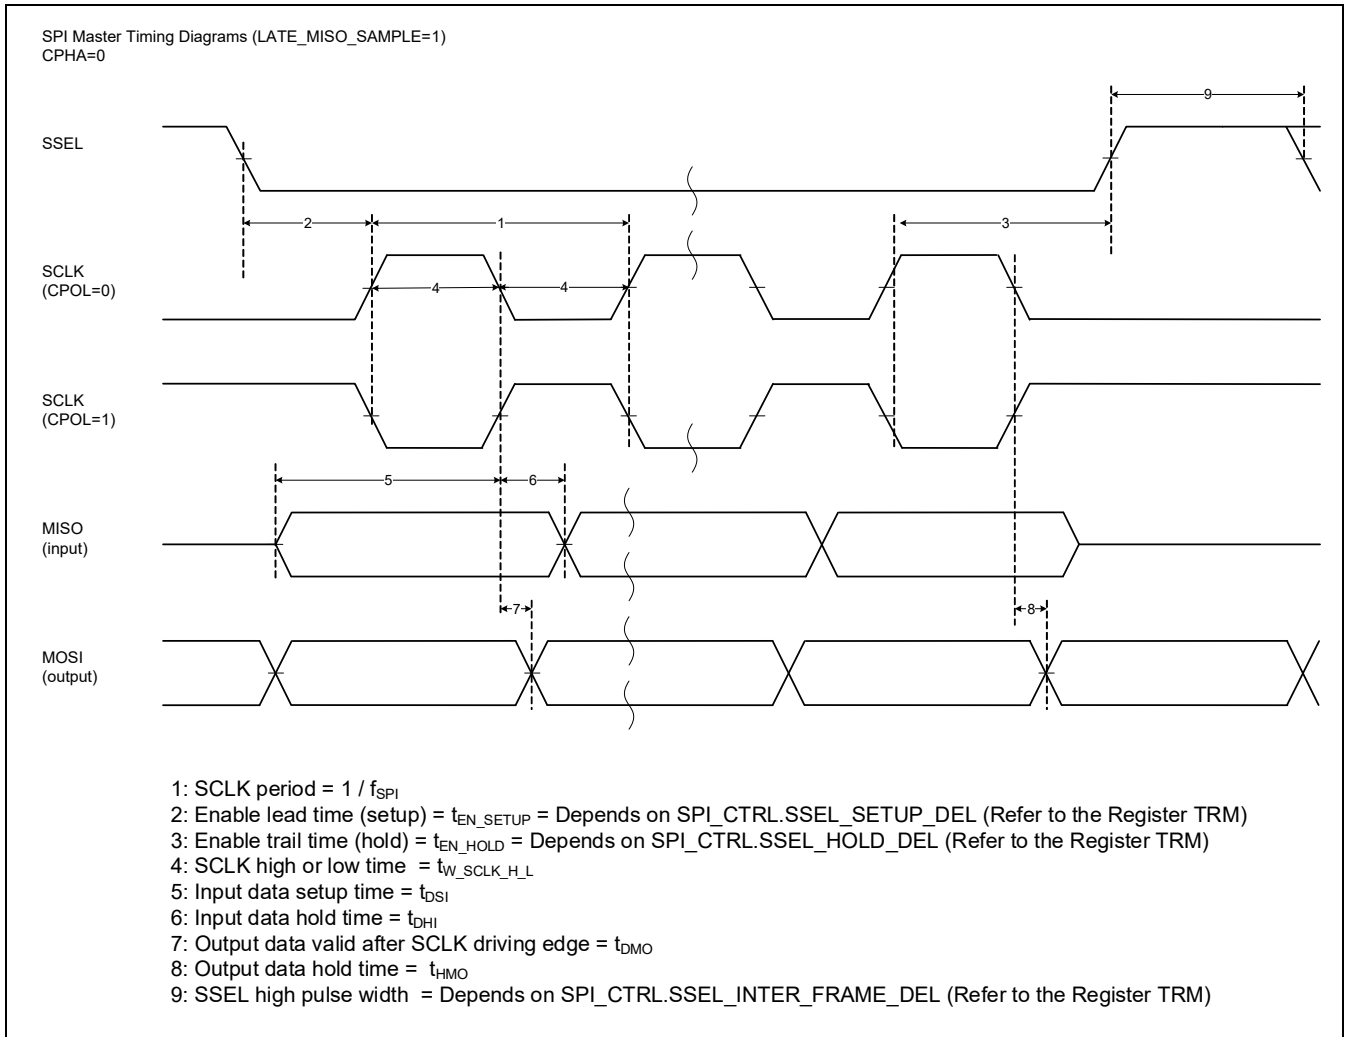 SPI Master Timing Diagrams (LATE_MISO_SAMPLE=1)
CPHA=0
9
SSEL
2
1
3
SCLK
(CPOL=0)
4
4
SCLK
(CPOL=1)
5
6
MISO
(input)
7
8
MOSI
(output)
1: SCLK period = 1 / fSPI
2: Enable lead time (setup) = tEN_SETUP = Depends on SPI_CTRL.SSEL_SETUP_DEL (Refer to the Register TRM)
3: Enable trail time (hold) = tEN_HOLD = Depends on SPI_CTRL.SSEL_HOLD_DEL (Refer to the Register TRM)
4: SCLK high or low time = tW_SCLK_H_L
5: Input data setup time = tDSI
6: Input data hold time = tDHI
7: Output data valid after SCLK driving edge = tDMO
8: Output data hold time = tHMO
9: SSEL high pulse width = Depends on SPI_CTRL.SSEL_INTER_FRAME_DEL (Refer to the Register TRM)